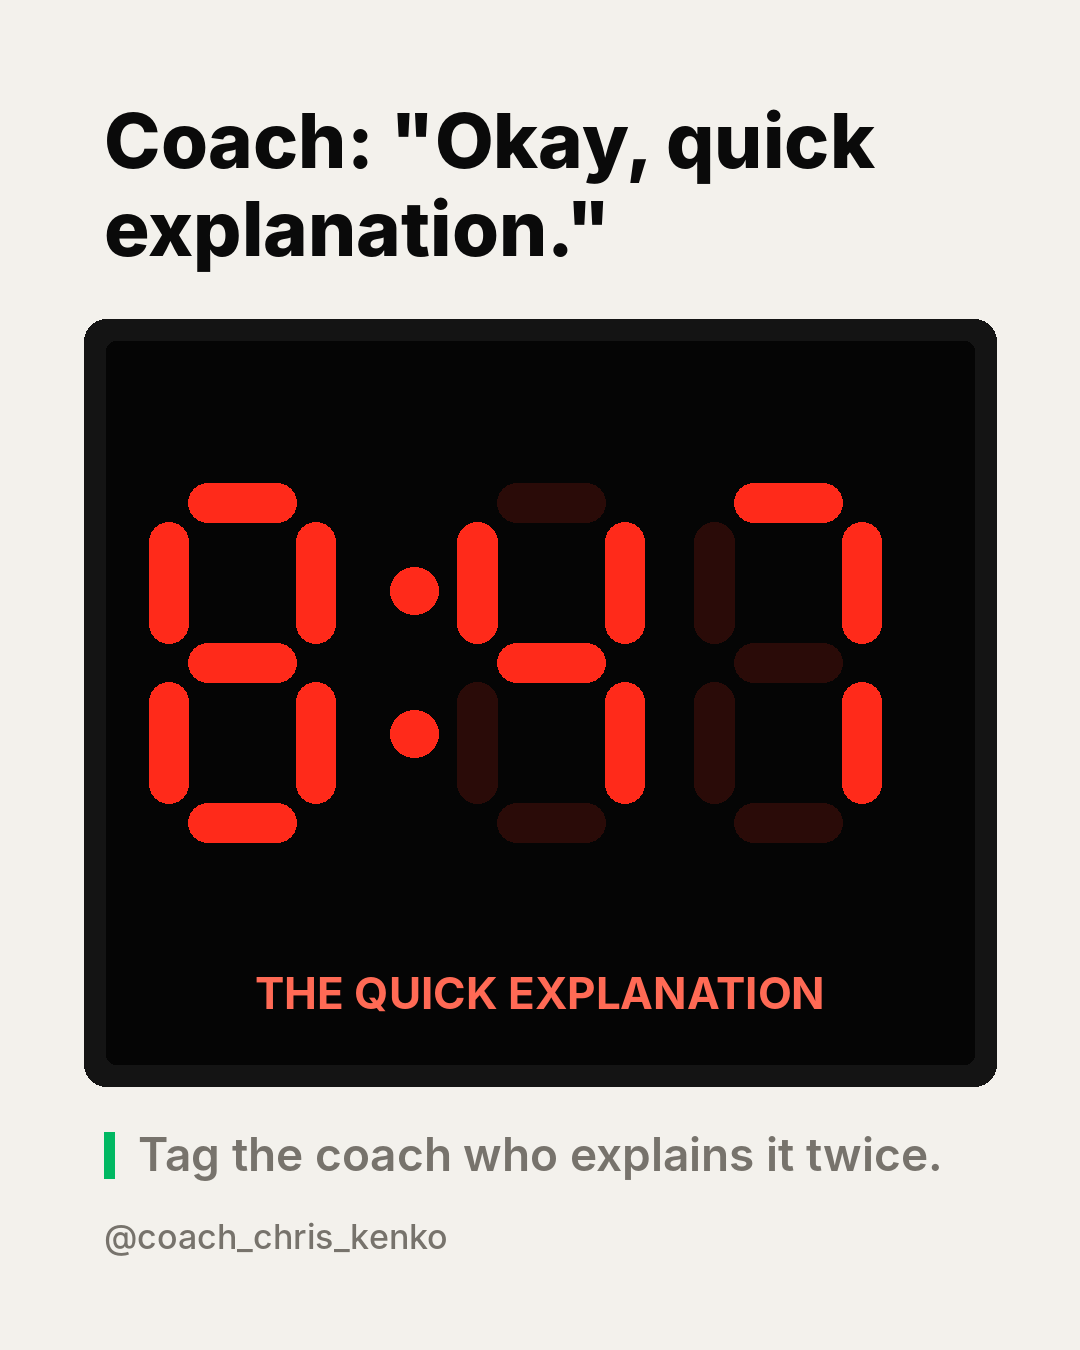 Coach: "Okay, quick
explanation."
8:47
THE QUICK EXPLANATION
Tag the coach who explains it twice.
@coach_chris_kenko